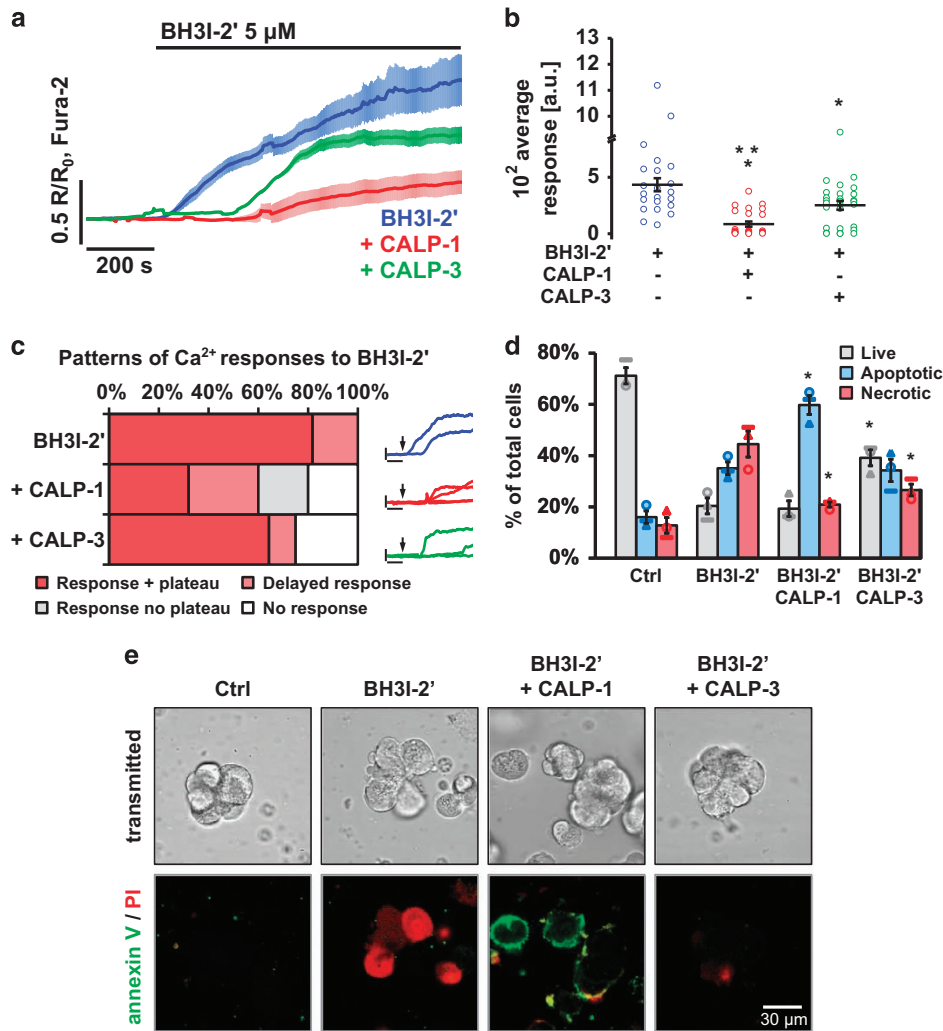 a
BH3I-2' 5 μM
0.5 R/R0, Fura-2
200 s
BH3I-2'
+ CALP-1
+ CALP-3
b
10² average
response [a.u.]
13
12
10
5
0
*
* *
*
BH3I-2' + + +
CALP-1 - + -
CALP-3 - - +
c
Patterns of Ca²⁺ responses to BH3I-2'
0% 20% 40% 60% 80% 100%
BH3I-2'
+ CALP-1
+ CALP-3
Response + plateau
Delayed response
Response no plateau
No response
d
% of total cells
80%
60%
40%
20%
0%
Live
Apoptotic
Necrotic
* * * *
Ctrl
BH3I-2'
BH3I-2'
CALP-1
BH3I-2'
CALP-3
e
Ctrl
BH3I-2’
BH3I-2’
+ CALP-1
BH3I-2’
+ CALP-3
transmitted
annexin V / PI
30 μm